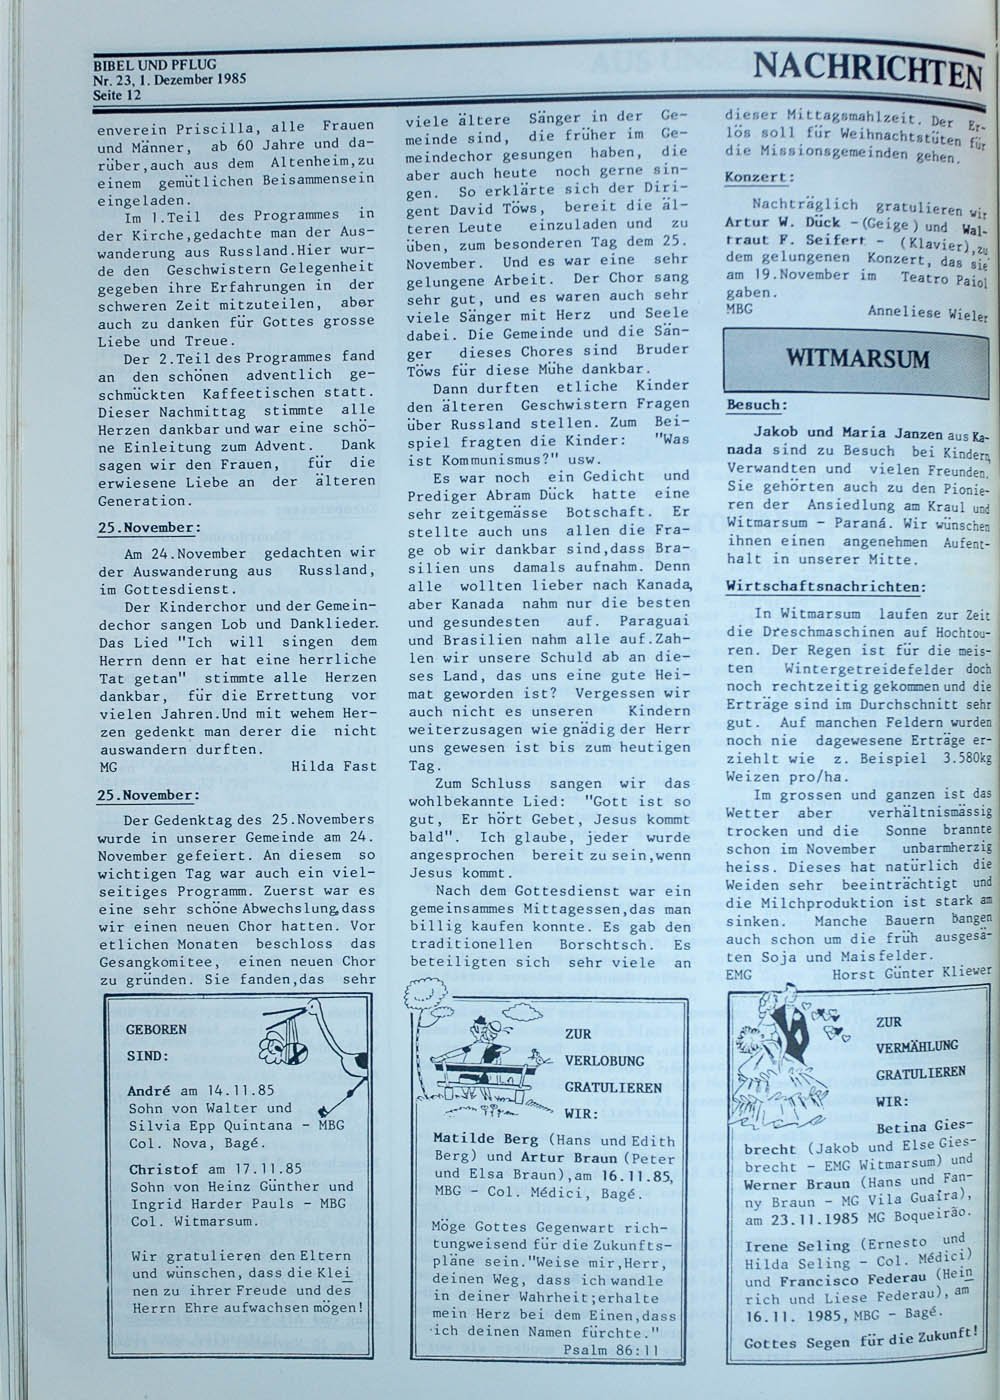 BIBEL UND PFLUG
Nr. 23, 1. Dezember 1985
Seite 12
NACHRICHTEN
enverein Priscilla, alle Frauen
und Männer, ab 60 Jahre und da-
rüber,auch aus dem Altenheim,zu
einem gemütlichen Beisammensein
eingeladen.
Im 1.Teil des Programmes in
der Kirche,gedachte man der Aus-
wanderung aus Russland.Hier wur-
de den Geschwistern Gelegenheit
gegeben ihre Erfahrungen in der
schweren Zeit mitzuteilen, aber
auch zu danken für Gottes grosse
Liebe und Treue.
Der 2.Teil des Programmes fand
an den schönen adventlich ge-
schmückten Kaffeetischen statt.
Dieser Nachmittag stimmte alle
Herzen dankbar und war eine schö-
ne Einleitung zum Advent. Dank
sagen wir den Frauen, für die
erwiesene Liebe an der älteren
Generation.
25.November:
Am 24.November gedachten wir
der Auswanderung aus Russland,
im Gottesdienst.
Der Kinderchor und der Gemein-
dechor sangen Lob und Danklieder.
Das Lied "Ich will singen dem
Herrn denn er hat eine herrliche
Tat getan" stimmte alle Herzen
dankbar, für die Errettung vor
vielen Jahren.Und mit wehem Her-
zen gedenkt man derer die nicht
auswandern durften.
MG Hilda Fast
25.November:
Der Gedenktag des 25.Novembers
wurde in unserer Gemeinde am 24.
November gefeiert. An diesem so
wichtigen Tag war auch ein viel-
seitiges Programm. Zuerst war es
eine sehr schöne Abwechslung,dass
wir einen neuen Chor hatten. Vor
etlichen Monaten beschloss das
Gesangkomitee, einen neuen Chor
zu gründen. Sie fanden,das sehr
viele ältere Sänger in der Ge-
meinde sind, die früher im Ge-
meindechor gesungen haben, die
aber auch heute noch gerne sin-
gen. So erklärte sich der Diri-
gent David Töws, bereit die äl-
teren Leute einzuladen und zu
üben, zum besonderen Tag dem 25.
November. Und es war eine sehr
gelungene Arbeit. Der Chor sang
sehr gut, und es waren auch sehr
viele Sänger mit Herz und Seele
dabei. Die Gemeinde und die Sän-
ger dieses Chores sind Bruder
Töws für diese Mühe dankbar.
Dann durften etliche Kinder
den älteren Geschwistern Fragen
über Russland stellen. Zum Bei-
spiel fragten die Kinder: "Was
ist Kommunismus?" usw.
Es war noch ein Gedicht und
Prediger Abram Dück hatte eine
sehr zeitgemässe Botschaft. Er
stellte auch uns allen die Fra-
ge ob wir dankbar sind,dass Bra-
silien uns damals aufnahm. Denn
alle wollten lieber nach Kanada,
aber Kanada nahm nur die besten
und gesundesten auf. Paraguai
und Brasilien nahm alle auf.Zah-
len wir unsere Schuld ab an die-
ses Land, das uns eine gute Hei-
mat geworden ist? Vergessen wir
auch nicht es unseren Kindern
weiterzusagen wie gnädig der Herr
uns gewesen ist bis zum heutigen
Tag.
Zum Schluss sangen wir das
wohlbekannte Lied: "Gott ist so
gut, Er hört Gebet, Jesus kommt
bald". Ich glaube, jeder wurde
angesprochen bereit zu sein,wenn
Jesus kommt.
Nach dem Gottesdienst war ein
gemeinsammes Mittagessen,das man
billig kaufen konnte. Es gab den
traditionellen Borschtsch. Es
beteiligten sich sehr viele an
dieser Mittagsmahlzeit. Der Er-
lös soll für Weihnachtstüten für
die Missionsgemeinden gehen.
Konzert:
Nachträglich gratulieren wir
Artur W. Dück -(Geige) und Wal-
traut F. Seifert - (Klavier),zu
dem gelungenen Konzert, das sie
am 19.November im Teatro Paiol
gaben.
MBG Anneliese Wieler
WITMARSUM
Besuch:
Jakob und Maria Janzen aus Ka-
nada sind zu Besuch bei Kindern,
Verwandten und vielen Freunden.
Sie gehörten auch zu den Pionie-
ren der Ansiedlung am Kraul und
Witmarsum - Paraná. Wir wünschen
ihnen einen angenehmen Aufent-
halt in unserer Mitte.
Wirtschaftsnachrichten:
In Witmarsum laufen zur Zeit
die Dreschmaschinen auf Hochtou-
ren. Der Regen ist für die meis-
ten Wintergetreidefelder doch
noch rechtzeitig gekommen und die
Erträge sind im Durchschnitt sehr
gut. Auf manchen Feldern wurden
noch nie dagewesene Erträge er-
ziehlt wie z. Beispiel 3.580kg
Weizen pro/ha.
Im grossen und ganzen ist das
Wetter aber verhältnismässig
trocken und die Sonne brannte
schon im November unbarmherzig
heiss. Dieses hat natürlich die
Weiden sehr beeinträchtigt und
die Milchproduktion ist stark am
sinken. Manche Bauern bangen
auch schon um die früh ausgesä-
ten Soja und Maisfelder.
EMG Horst Günter Kliewer
GEBOREN
SIND:
André am 14.11.85
Sohn von Walter und
Silvia Epp Quintana - MBG
Col. Nova, Bagé.
Christof am 17.11.85
Sohn von Heinz Günther und
Ingrid Harder Pauls - MBG
Col. Witmarsum.
Wir gratulieren den Eltern
und wünschen, dass die Klei
nen zu ihrer Freude und des
Herrn Ehre aufwachsen mögen!
ZUR
VERLOBUNG
GRATULIEREN
WIR:
Matilde Berg (Hans und Edith
Berg) und Artur Braun (Peter
und Elsa Braun),am 16.11.85,
MBG - Col. Médici, Bagé.
Möge Gottes Gegenwart rich-
tungweisend für die Zukunfts-
pläne sein."Weise mir,Herr,
deinen Weg, dass ich wandle
in deiner Wahrheit;erhalte
mein Herz bei dem Einen,dass
ich deinen Namen fürchte."
Psalm 86:11
ZUR
VERMÄHLUNG
GRATULIEREN
WIR:
Betina Gies-
brecht (Jakob und Else Gies-
brecht - EMG Witmarsum) und
Werner Braun (Hans und Fan-
ny Braun - MG Vila Guaíra),
am 23.11.1985 MG Boqueirão.
Irene Seling (Ernesto und
Hilda Seling - Col. Médici)
und Francisco Federau (Hein
rich und Liese Federau), am
16.11. 1985, MBG - Bagé.
Gottes Segen für die Zukunft!